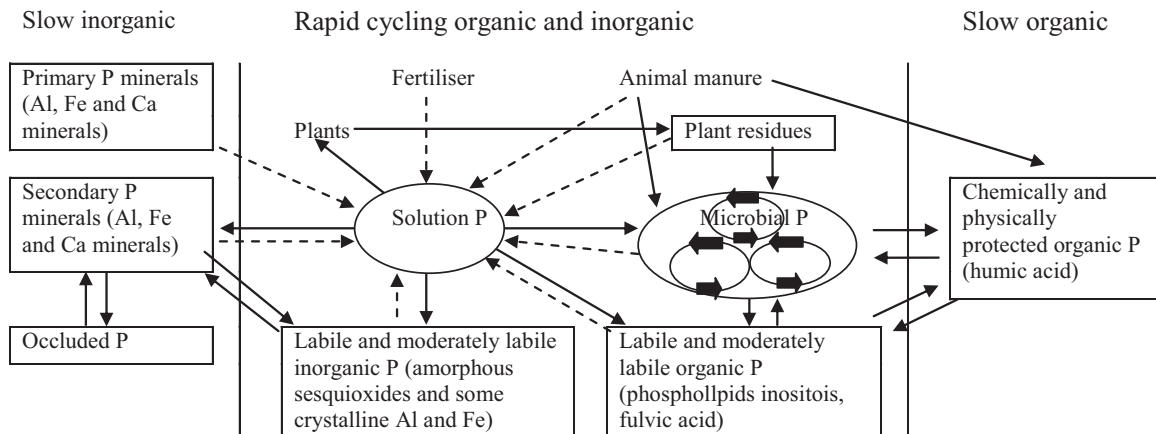 Slow inorganic
Rapid cycling organic and inorganic
Slow organic
Primary P minerals
(Al, Fe and Ca
minerals)
Fertiliser
Animal manure
Plants
Plant residues
Secondary P
minerals (Al, Fe
and Ca minerals)
Solution P
Microbial P
Chemically and
physically
protected organic P
(humic acid)
Occluded P
Labile and moderately labile
inorganic P (amorphous
sesquioxides and some
crystalline Al and Fe)
Labile and moderately
labile organic P
(phosphollpids inositois,
fulvic acid)